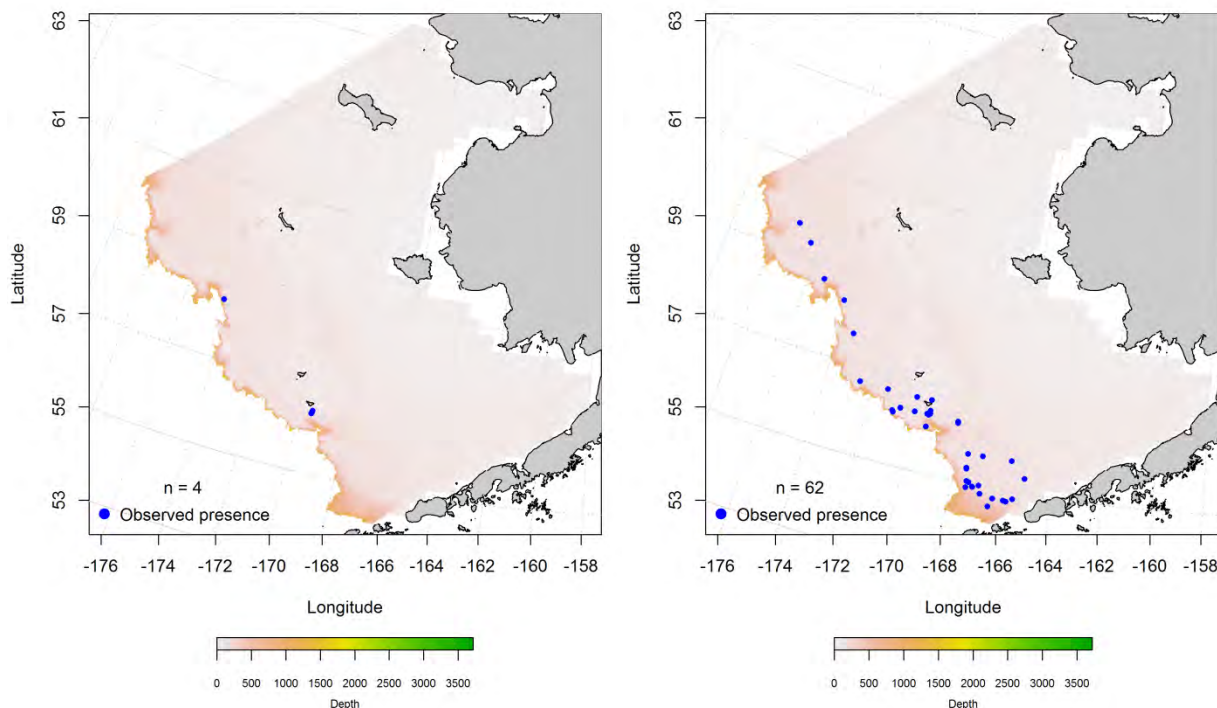 63
61
59
57
55
53
Latitude
n = 4
Observed presence
-176 -174 -172 -170 -168 -166 -164 -162 -160 -158
Longitude
0 500 1000 1500 2000 2500 3000 3500
Depth
63
61
59
57
55
53
Latitude
n = 62
Observed presence
-176 -174 -172 -170 -168 -166 -164 -162 -160 -158
Longitude
0 500 1000 1500 2000 2500 3000 3500
Depth